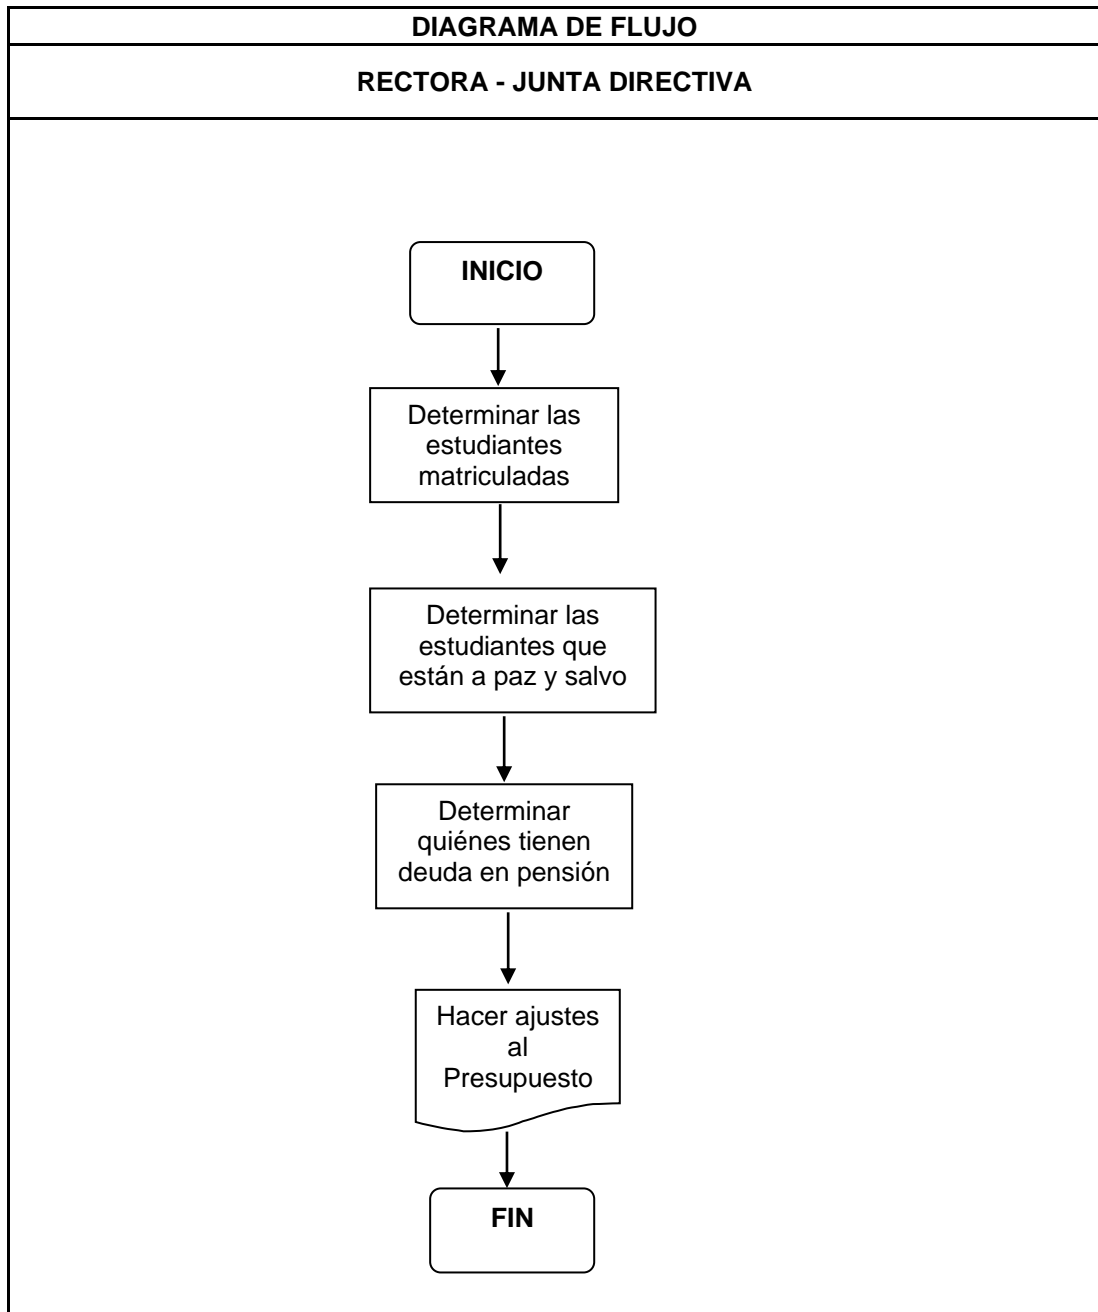 DIAGRAMA DE FLUJO
RECTORA - JUNTA DIRECTIVA
INICIO
Determinar las
estudiantes
matriculadas
Determinar las
estudiantes que
están a paz y salvo
Determinar
quiénes tienen
deuda en pensión
Hacer ajustes
al
Presupuesto
FIN